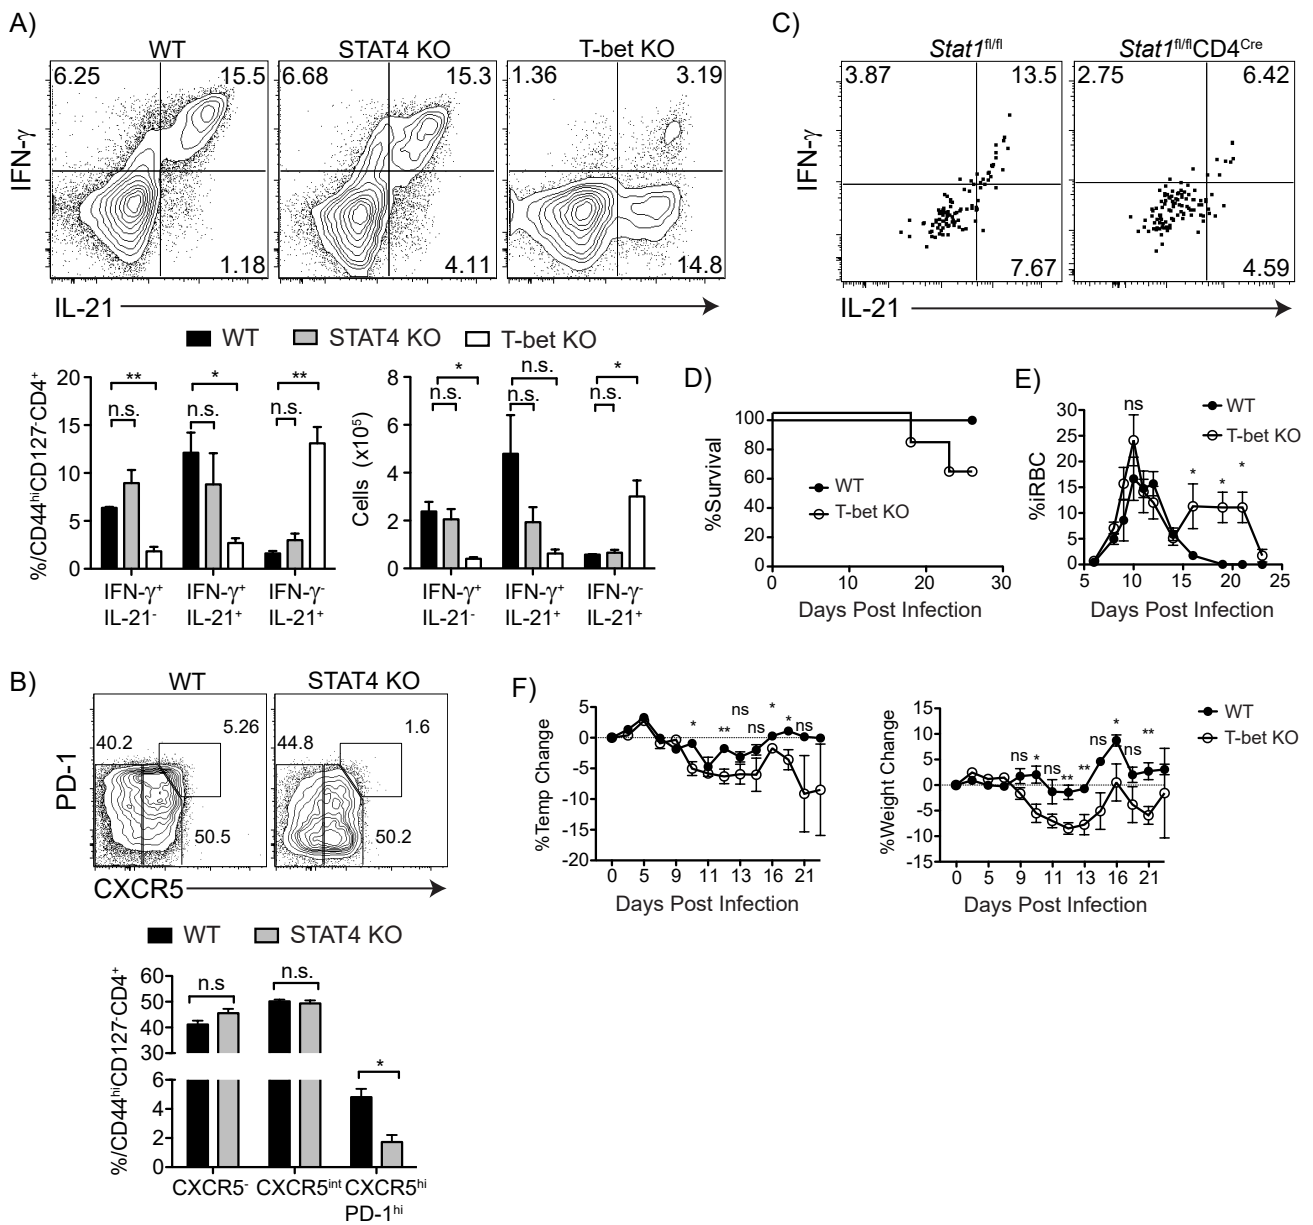 A)
WT
STAT4 KO
T-bet KO
6.25
15.5
1.18
6.68
15.3
4.11
1.36
3.19
14.8
IFN-γ
IL-21
WT
STAT4 KO
T-bet KO
%/CD44hiCD127-CD4+
20
15
10
5
0
**
n.s.
*
n.s.
**
n.s.
IFN-γ+
IL-21-
IFN-γ+
IL-21+
IFN-γ-
IL-21+
Cells (x10⁵)
8
6
4
2
0
*
n.s.
n.s.
n.s.
*
n.s.
IFN-γ+
IL-21-
IFN-γ+
IL-21+
IFN-γ-
IL-21+
B)
WT
STAT4 KO
40.2
5.26
50.5
44.8
1.6
50.2
PD-1
CXCR5
WT
STAT4 KO
%/CD44hiCD127-CD4+
60
50
40
30
6
4
2
0
n.s
n.s.
*
CXCR5-
CXCR5int
CXCR5hi
PD-1hi
C)
Stat1fl/fl
Stat1fl/flCD4Cre
3.87
13.5
7.67
2.75
6.42
4.59
IFN-γ
IL-21
D)
%Survival
100
80
60
40
20
0
WT
T-bet KO
0 10 20 30
Days Post Infection
E)
%iRBC
30
25
20
15
10
5
0
ns
* * *
WT
T-bet KO
5 10 15 20 25
Days Post Infection
F)
%Temp Change
5
0
-5
-10
-15
-20
* ** ns ns * * ns
0 5 9 11 13 16 21
Days Post Infection
%Weight Change
15
10
5
0
-5
-10
-15
ns * ns ** ** ns * ns **
0 5 9 11 13 16 21
Days Post Infection
WT
T-bet KO